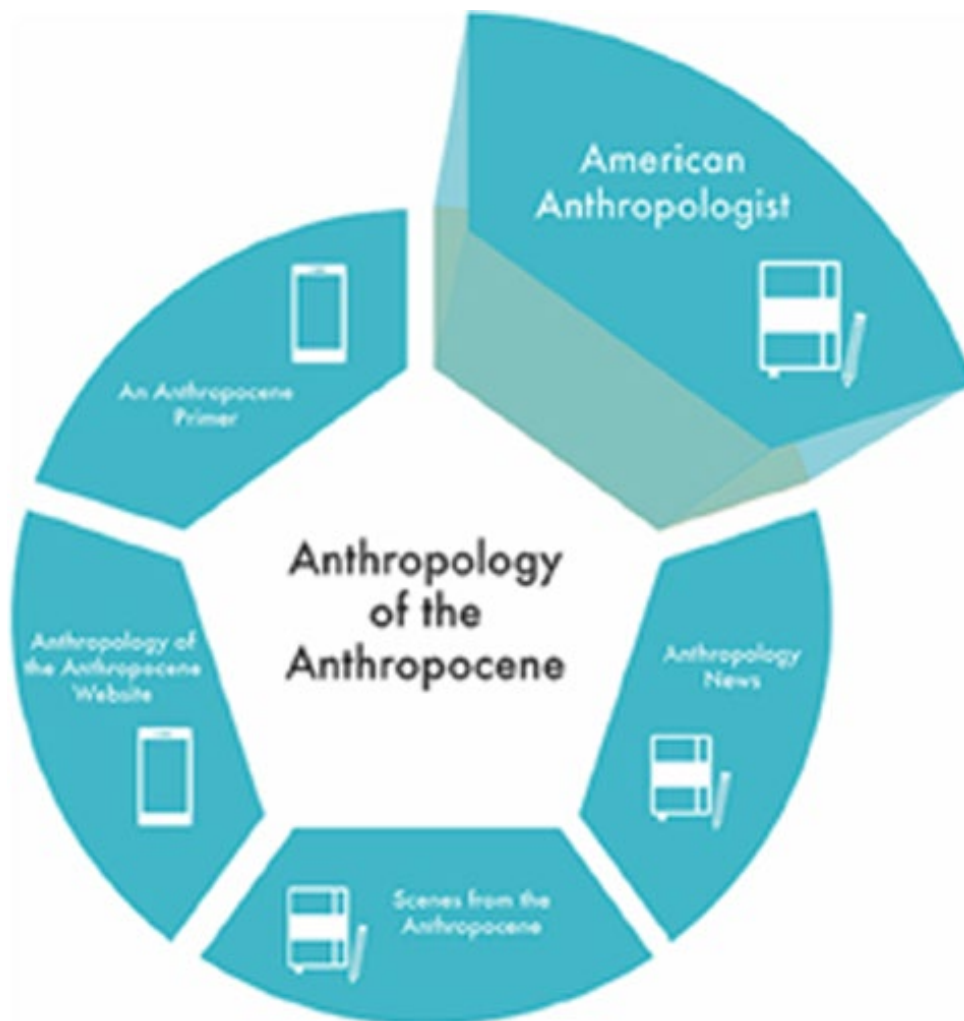 American
Anthropologist
An Anthropocene
Primer
Anthropology
of the
Anthropocene
Anthropology of
the Anthropocene
Website
Anthropology
News
Scenes from the
Anthropocene